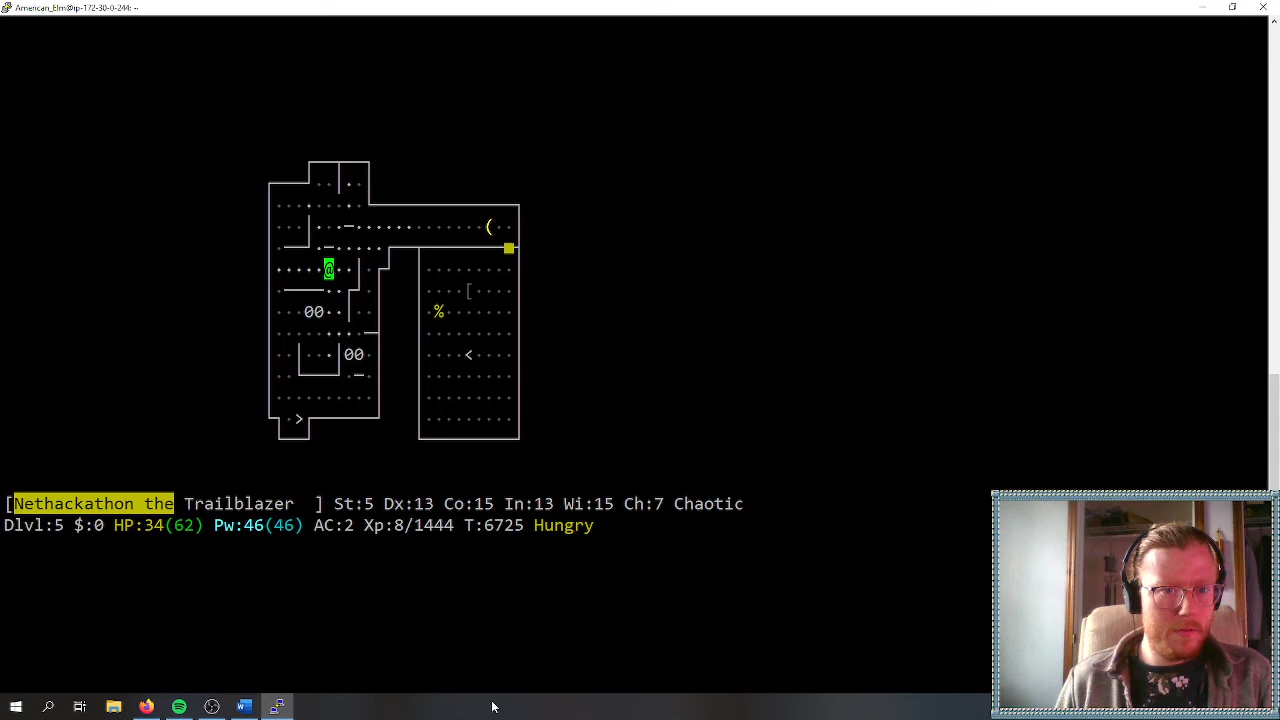 American_Elm@ip-172-30-0-244: ~
(
@
[
00
%
00
<
>
[Nethackathon the Trailblazer ] St:5 Dx:13 Co:15 In:13 Wi:15 Ch:7 Chaotic
Dlvl:5 $:0 HP:34(62) Pw:46(46) AC:2 Xp:8/1444 T:6725 Hungry